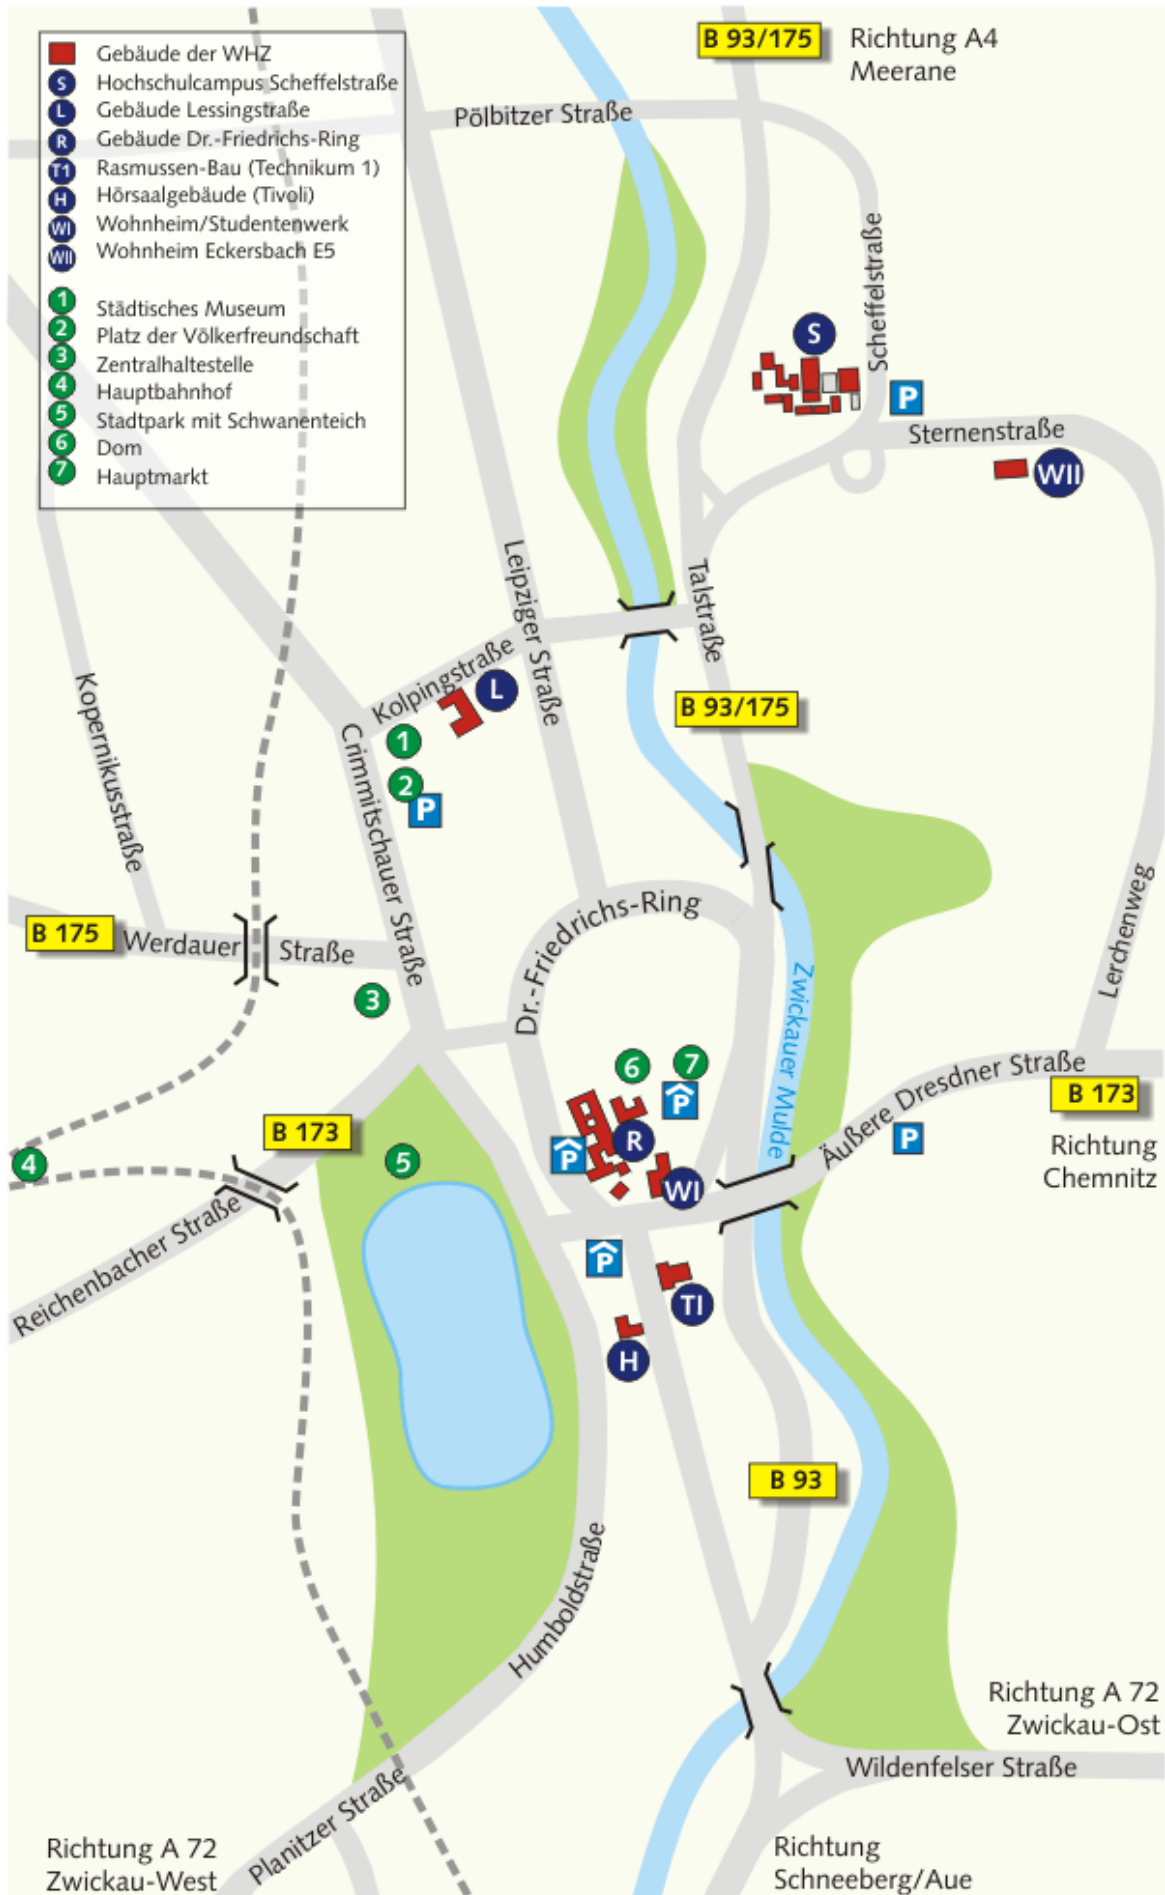 B 93/175
Richtung A4
Meerane
Gebäude der WHZ
S Hochschulcampus Scheffelstraße
L Gebäude Lessingstraße
R Gebäude Dr.-Friedrichs-Ring
T1 Rasmussen-Bau (Technikum 1)
H Hörsaalgebäude (Tivoli)
WI Wohnheim/Studentenwerk
WII Wohnheim Eckersbach E5
1 Städtisches Museum
2 Platz der Völkerfreundschaft
3 Zentralhaltestelle
4 Hauptbahnhof
5 Stadtpark mit Schwanenteich
6 Dom
7 Hauptmarkt
Pölbitzer Straße
Scheffelstraße
S
P
Sternenstraße
WII
Leipziger Straße
Talstraße
Kolpingstraße
L
Kopernikusstraße
B 93/175
1
2
P
Crimmitschauer Straße
Dr.-Friedrichs-Ring
B 175
Werdauer Straße
Lerchenweg
Zwickauer Mulde
3
6
7
P
Äußere Dresdner Straße
B 173
Richtung
Chemnitz
P
B 173
R
P
4
5
WI
Reichenbacher Straße
P
TI
H
B 93
Humboldstraße
Richtung A 72
Zwickau-Ost
Wildenfelser Straße
Planitzer Straße
Richtung A 72
Zwickau-West
Richtung
Schneeberg/Aue